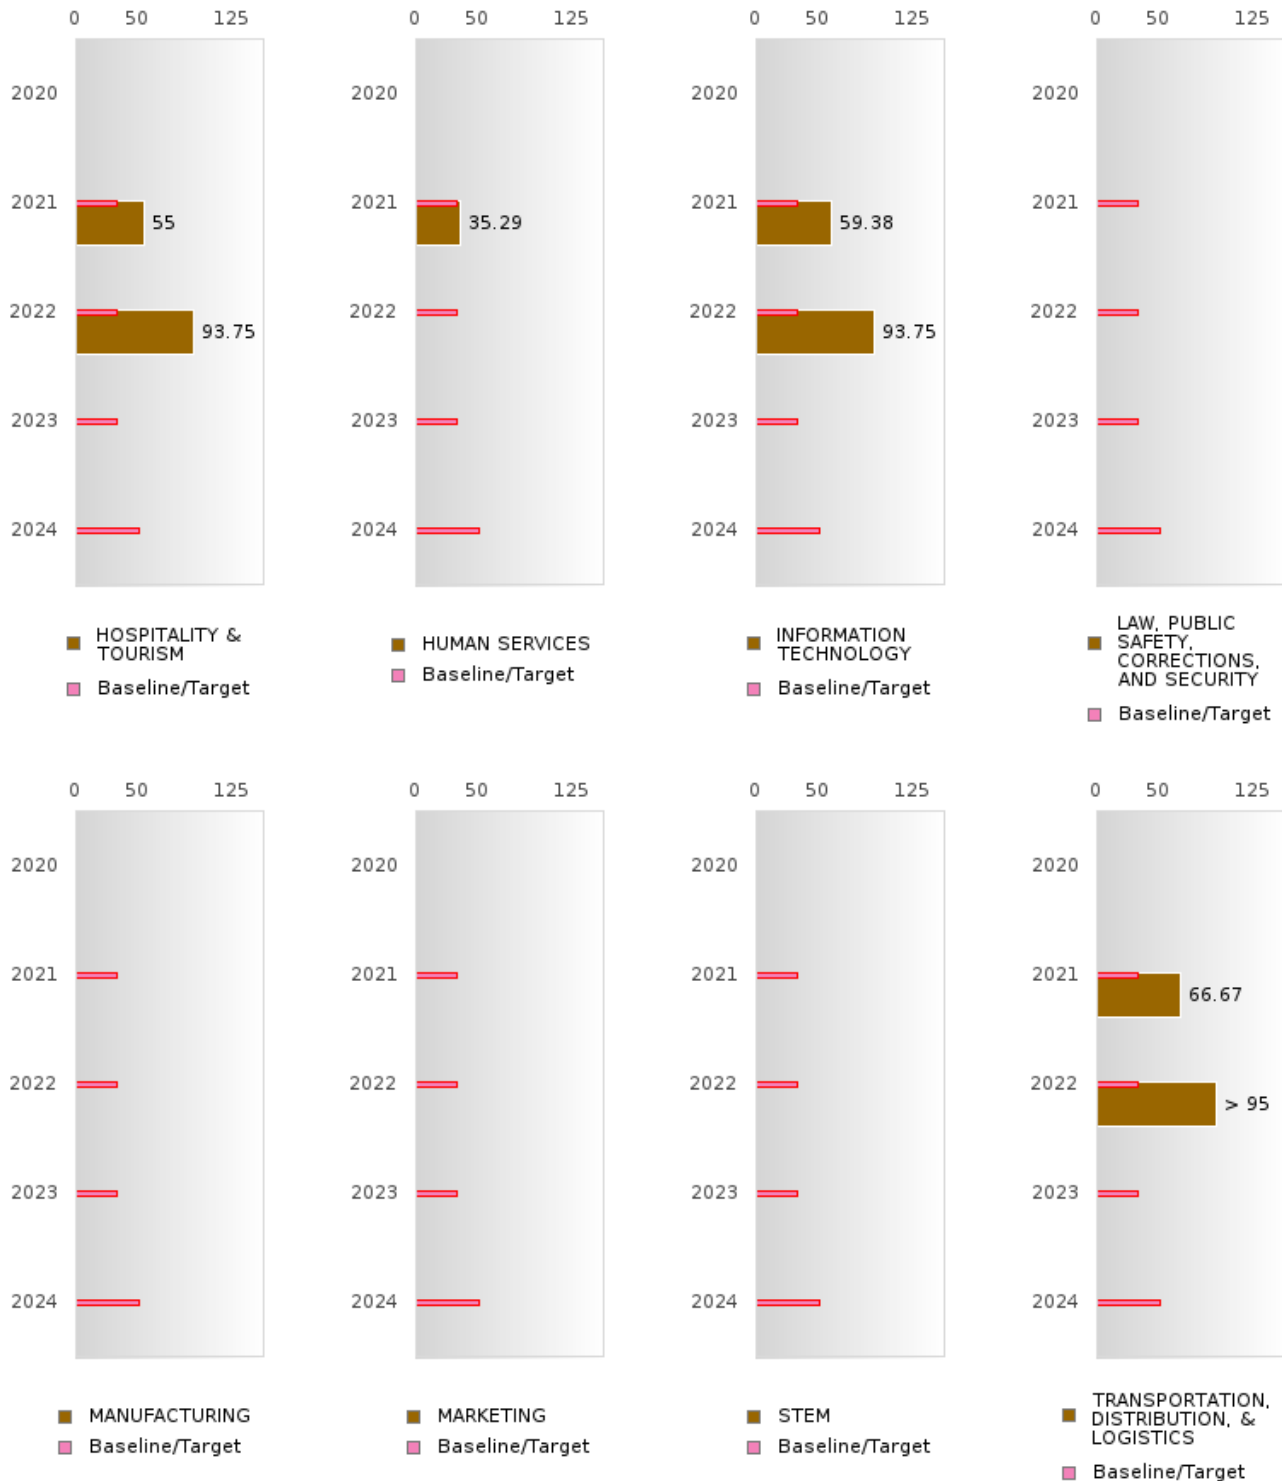 0 50 125 0 50 125 0 50 125 0 50 125
2020 2020 2020 2020
2021 2021 2021 2021
55 35.29 59.38
2022 2022 2022 2022
93.75 93.75
2023 2023 2023 2023
2024 2024 2024 2024
HOSPITALITY &
TOURISM
Baseline/Target
HUMAN SERVICES
Baseline/Target
INFORMATION
TECHNOLOGY
Baseline/Target
LAW, PUBLIC
SAFETY,
CORRECTIONS,
AND SECURITY
Baseline/Target
0 50 125 0 50 125 0 50 125 0 50 125
2020 2020 2020 2020
2021 2021 2021 2021
66.67
2022 2022 2022 2022
> 95
2023 2023 2023 2023
2024 2024 2024 2024
MANUFACTURING
Baseline/Target
MARKETING
Baseline/Target
STEM
Baseline/Target
TRANSPORTATION,
DISTRIBUTION, &
LOGISTICS
Baseline/Target